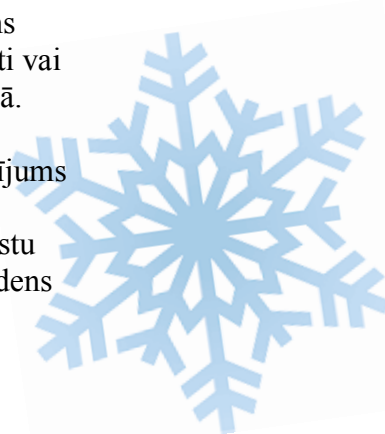 ns
ti vai
ā.
ījums
stu
dens